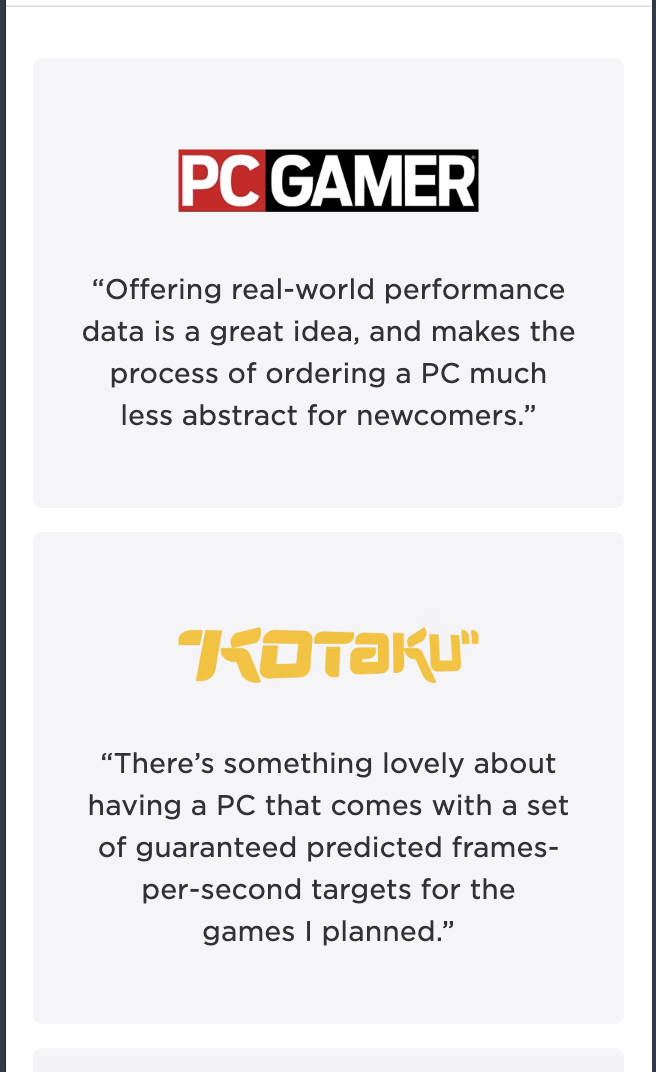 PC GAMER
“Offering real-world performance
data is a great idea, and makes the
process of ordering a PC much
less abstract for newcomers.”
KOTaKU
“There’s something lovely about
having a PC that comes with a set
of guaranteed predicted frames-
per-second targets for the
games I planned.”